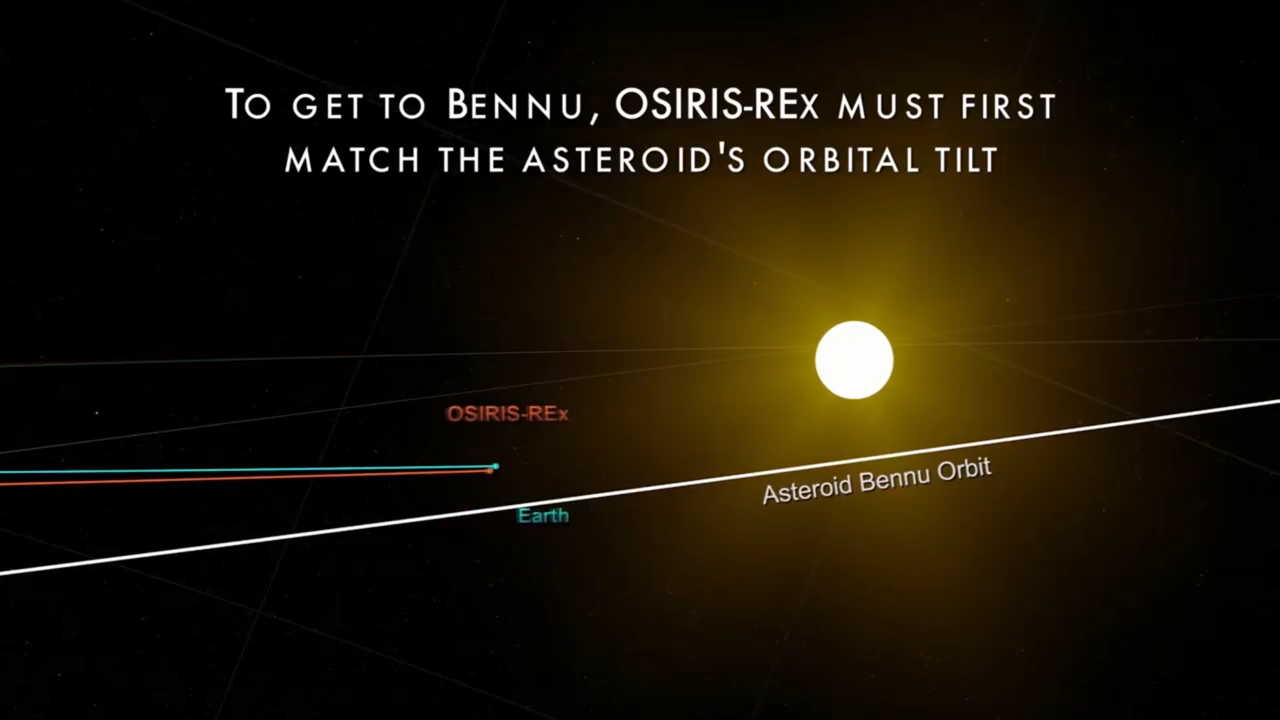 To get to Bennu, OSIRIS-REx must first
match the asteroid's orbital tilt
OSIRIS-REx
Asteroid Bennu Orbit
Earth